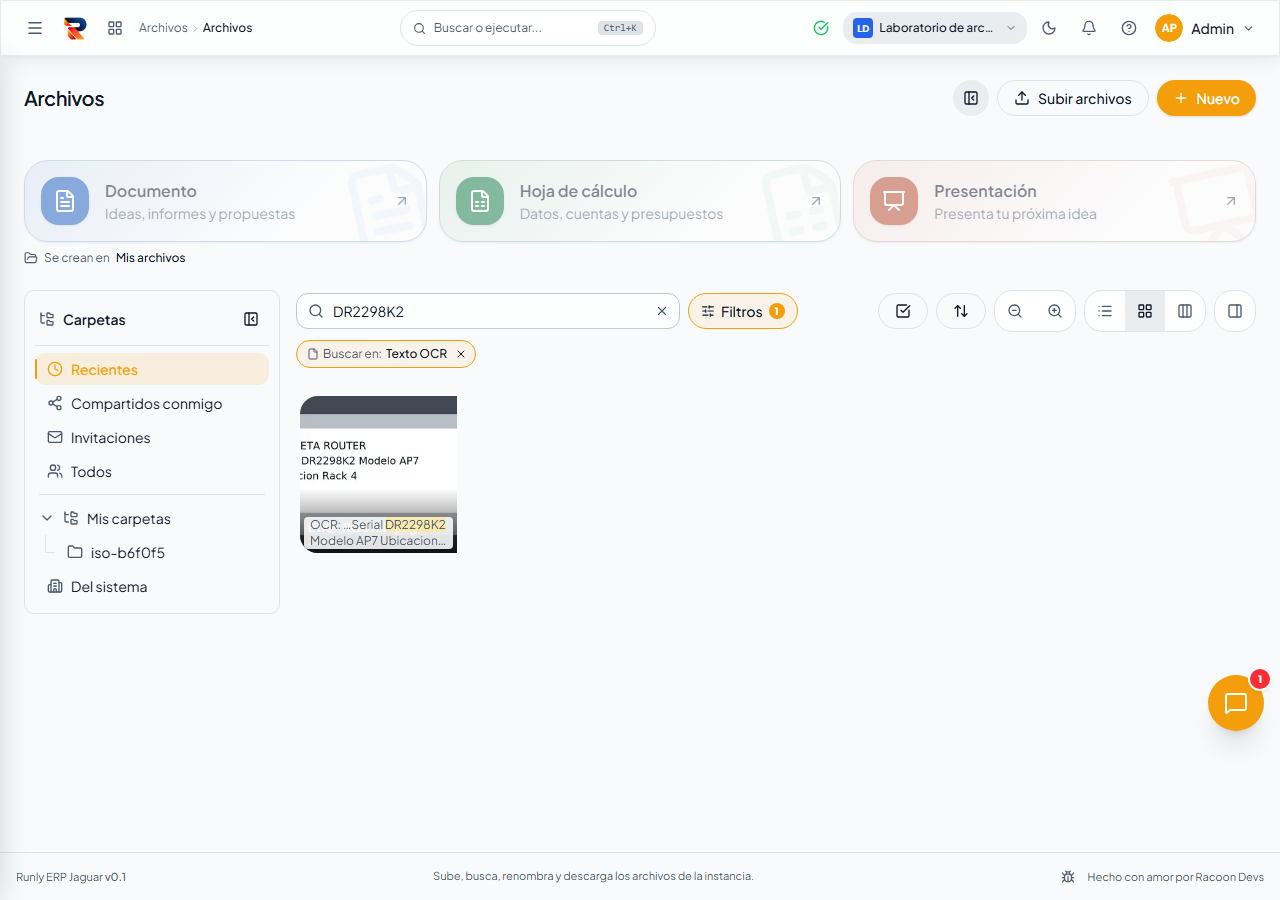 Archivos
Archivos
Buscar o ejecutar...
Ctrl+K
LD
Laboratorio de arc...
AP
Admin
Archivos
Subir archivos
Nuevo
Documento
Ideas, informes y propuestas
Hoja de cálculo
Datos, cuentas y presupuestos
Presentación
Presenta tu próxima idea
Se crean en Mis archivos
Carpetas
Recientes
Compartidos conmigo
Invitaciones
Todos
Mis carpetas
iso-b6f0f5
Del sistema
DR2298K2
Filtros 1
Buscar en: Texto OCR
ETA ROUTER
DR2298K2 Modelo AP7
cion Rack 4
OCR: ...Serial DR2298K2
Modelo AP7 Ubicacion...
1
Runly ERP Jaguar v0.1
Sube, busca, renombra y descarga los archivos de la instancia.
Hecho con amor por Racoon Devs